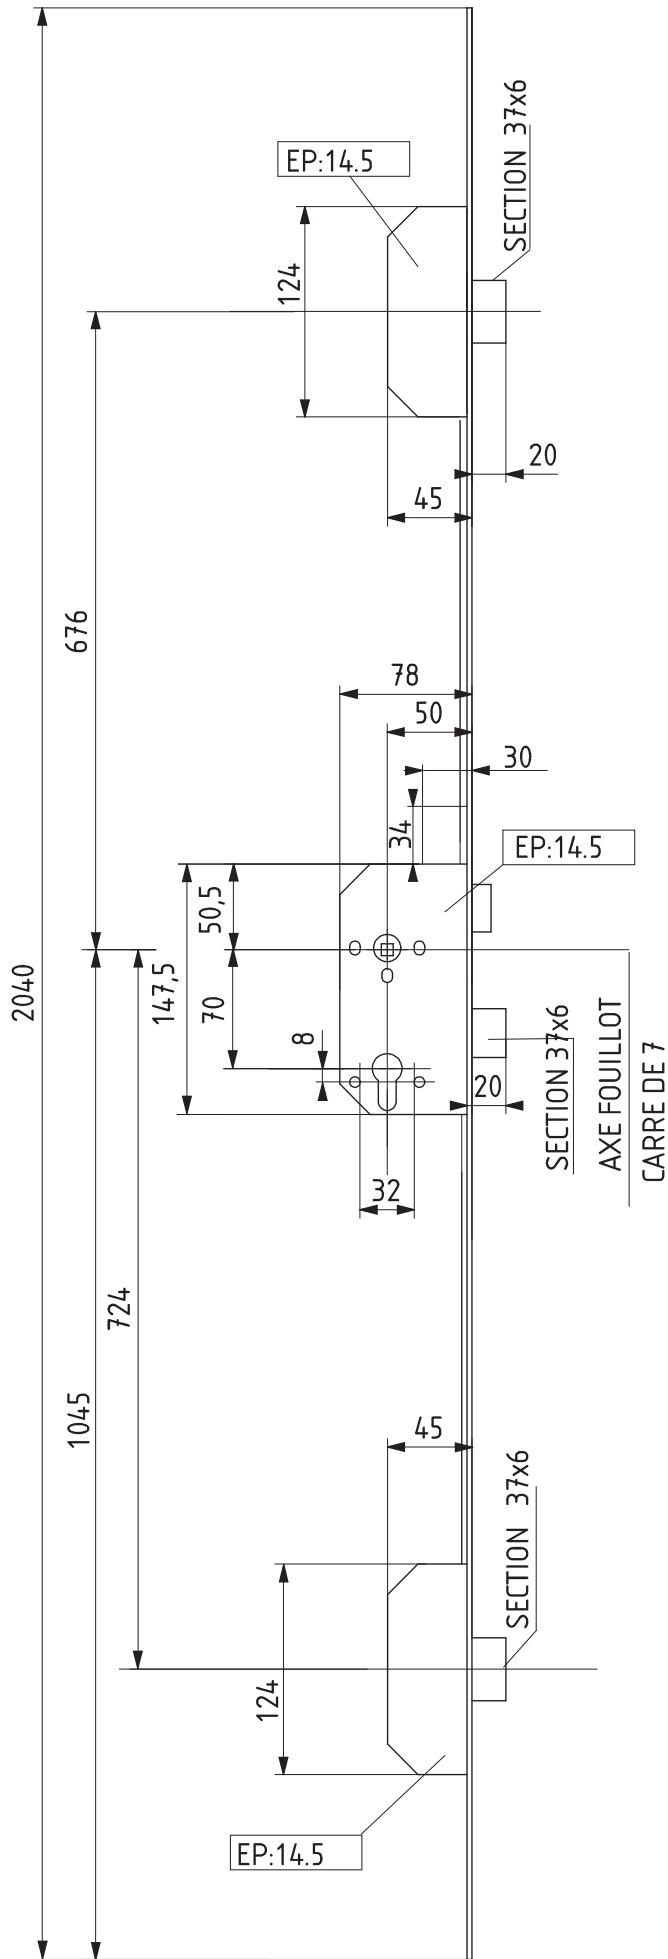 SECTION 37x6
EP:14.5
124
20
45
676
78
50
30
34
EP:14.5
50,5
2040
147,5
70
8
SECTION 37x6
AXE FOUILLOT
CARRE DE 7
20
32
724
1045
45
SECTION 37x6
124
EP:14.5